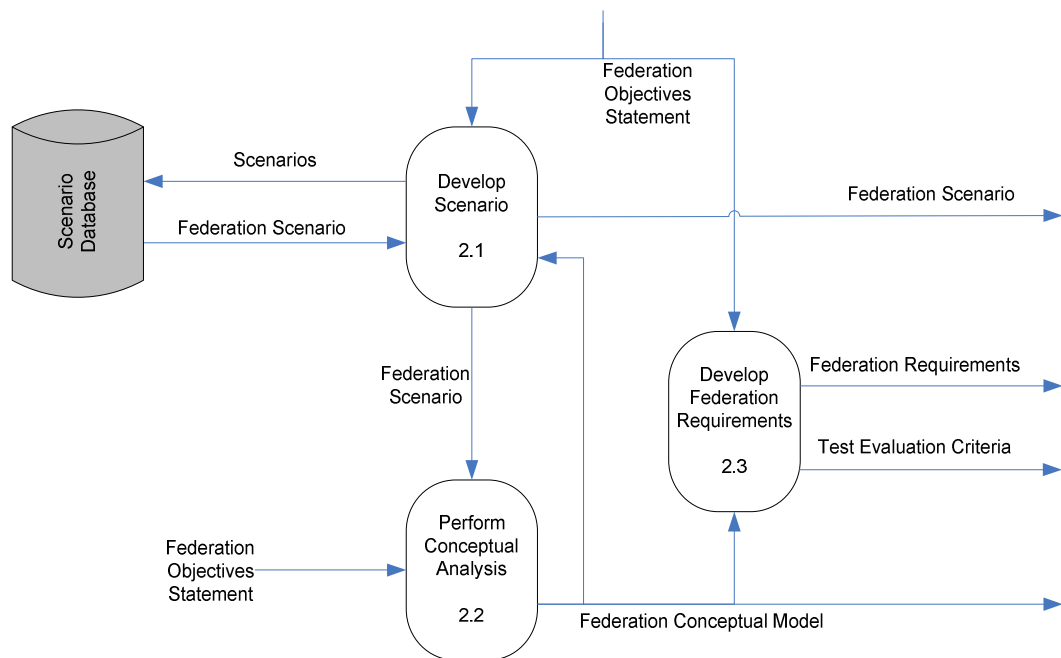 Federation
Objectives
Statement
Scenario
Database
Scenarios
Federation Scenario
Develop
Scenario
2.1
Federation Scenario
Federation
Scenario
Develop
Federation
Requirements
2.3
Federation Requirements
Test Evaluation Criteria
Federation
Objectives
Statement
Perform
Conceptual
Analysis
2.2
Federation Conceptual Model